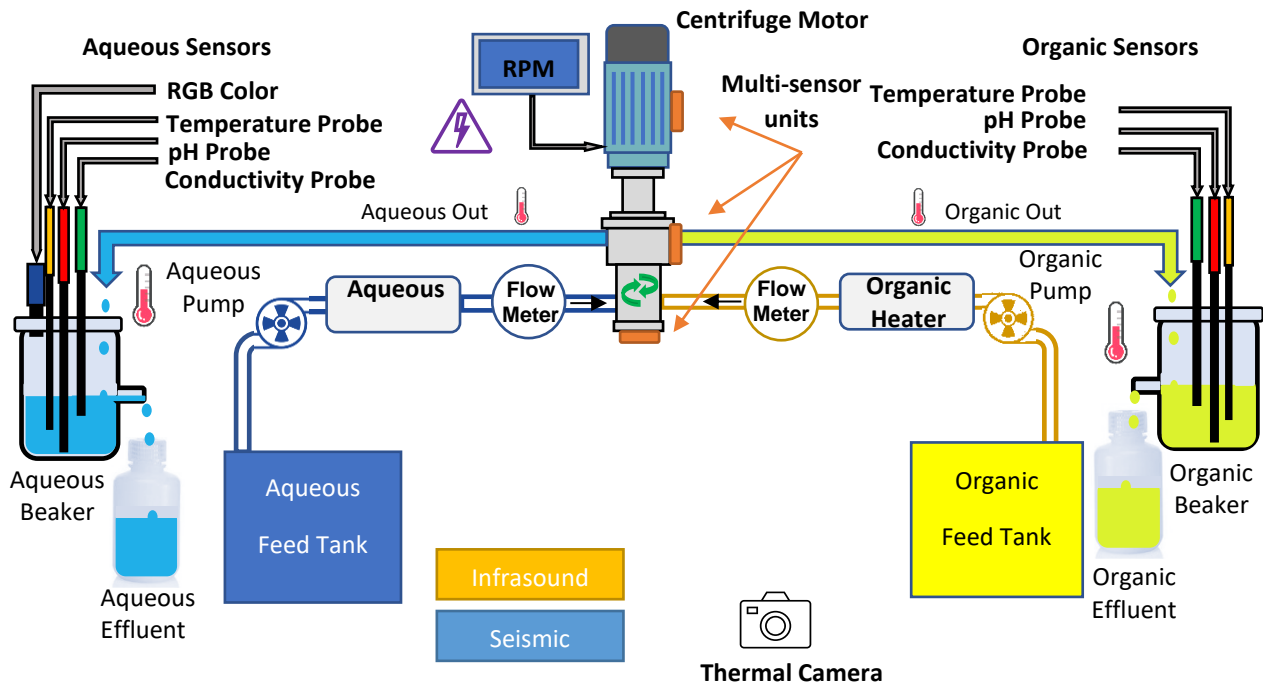 Centrifuge Motor
Aqueous Sensors
Organic Sensors
RPM
Multi-sensor
units
RGB Color
Temperature Probe
pH Probe
Conductivity Probe
Temperature Probe
pH Probe
Conductivity Probe
Aqueous Out
Organic Out
Aqueous
Pump
Organic
Pump
Aqueous
Flow
Meter
Flow
Meter
Organic
Heater
Aqueous
Beaker
Aqueous
Feed Tank
Organic
Feed Tank
Organic
Beaker
Aqueous
Effluent
Infrasound
Seismic
Organic
Effluent
Thermal Camera